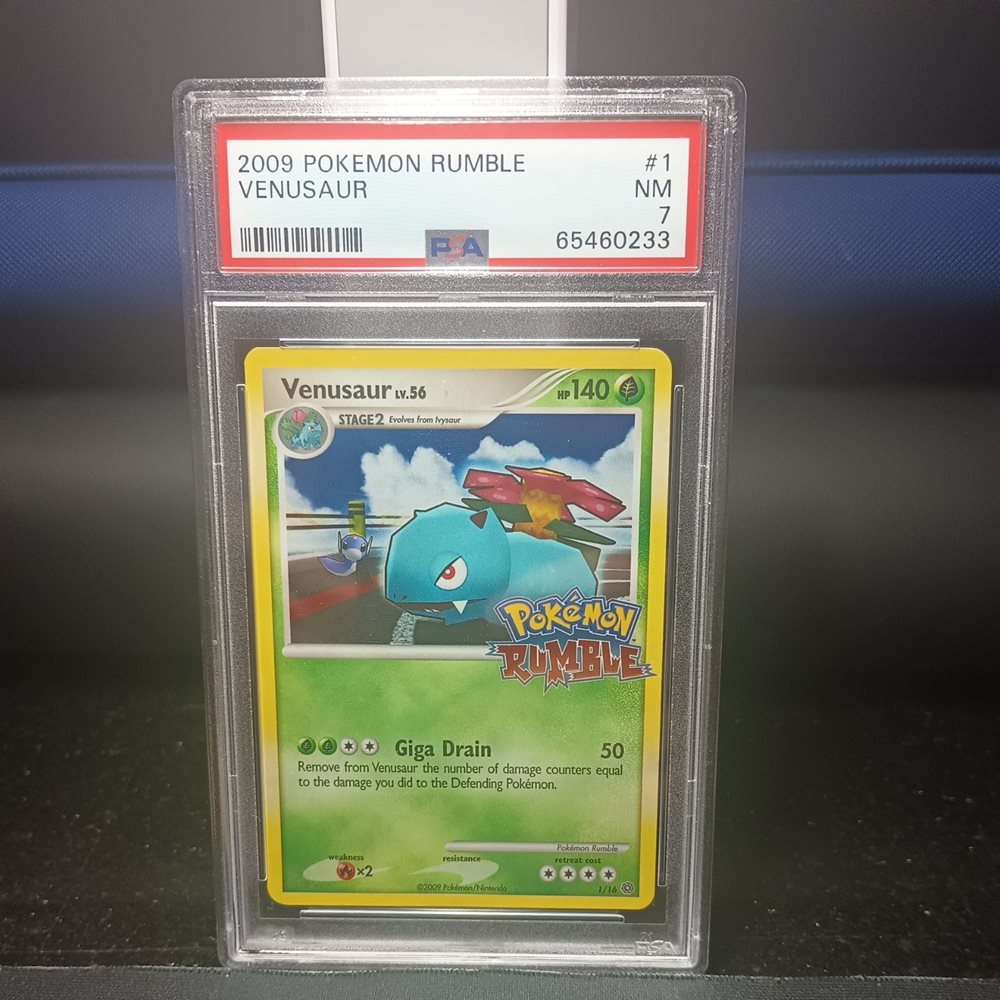 2009 POKEMON RUMBLE #1
VENUSAUR NM
7
PSA 65460233
Venusaur LV.56 HP 140
STAGE2 Evolves from Ivysaur
POKéMON
RUMBLE
Giga Drain 50
Remove from Venusaur the number of damage counters equal
to the damage you did to the Defending Pokémon.
Pokémon Rumble
weakness resistance retreat cost
×2
©2009 Pokémon/Nintendo 1/16
PSA